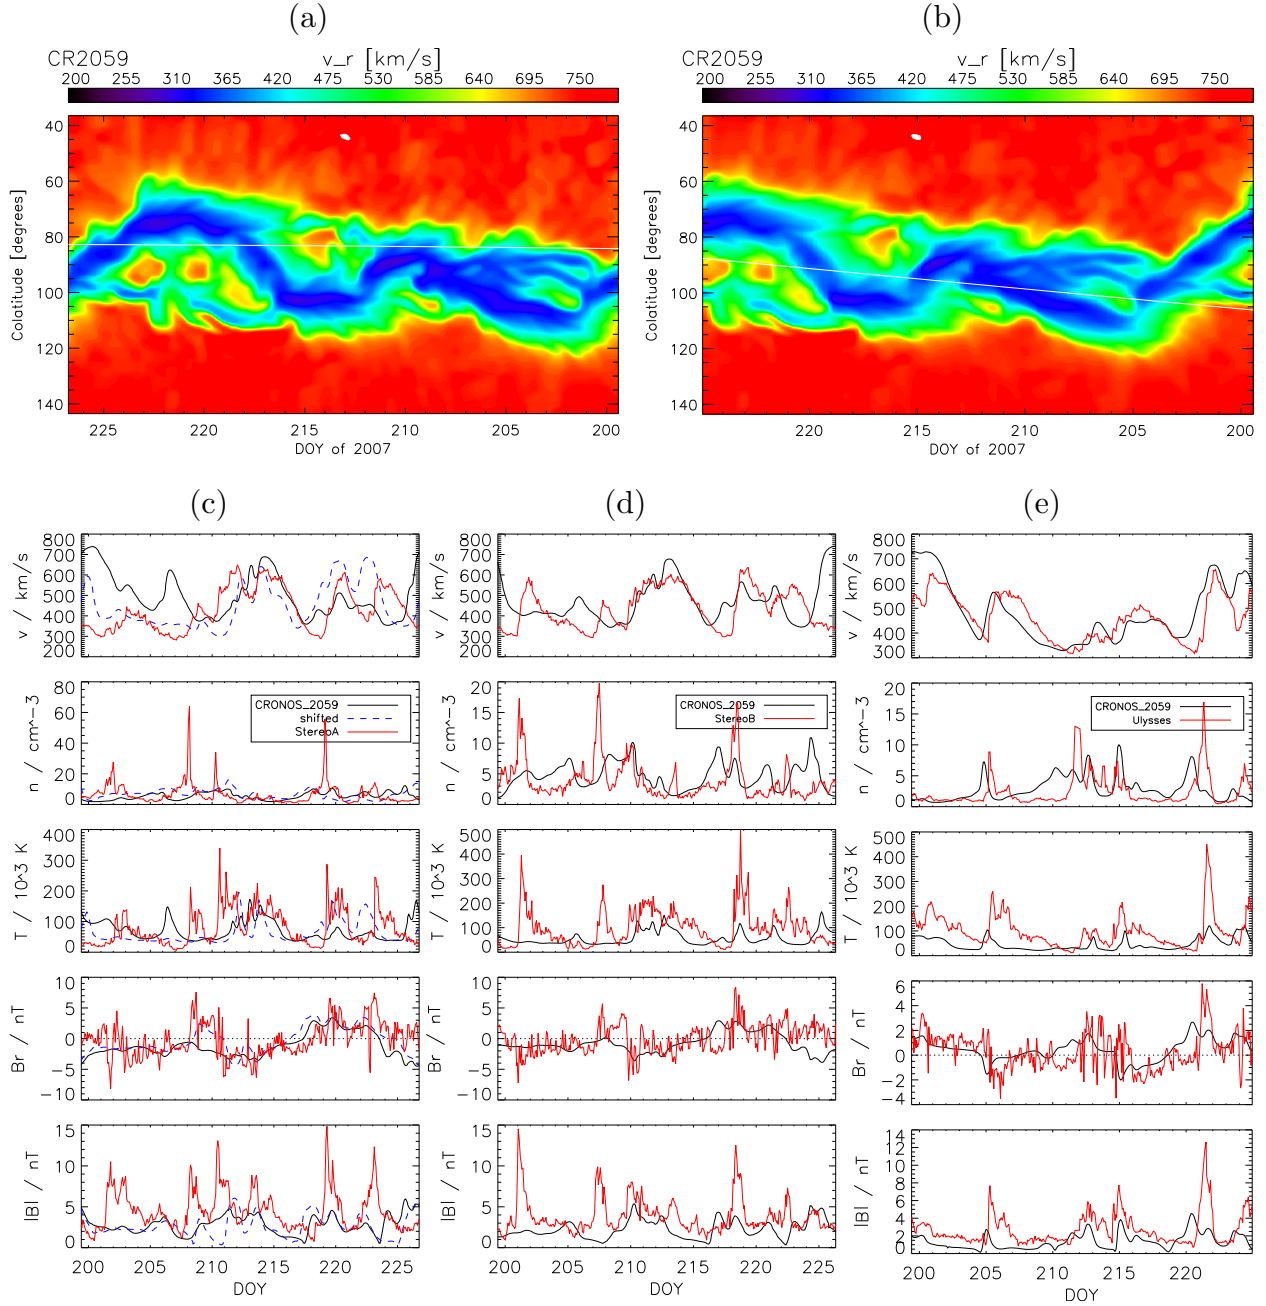 (a)
CR2059
v_r [km/s]
200 255 310 365 420 475 530 585 640 695 750
Colatitude [degrees]
40
60
80
100
120
140
225 220 215 210 205 200
DOY of 2007
(b)
CR2059
v_r [km/s]
200 255 310 365 420 475 530 585 640 695 750
Colatitude [degrees]
40
60
80
100
120
140
220 215 210 205 200
DOY of 2007
(c)
v / km/s
800
700
600
500
400
300
200
n / cm^-3
80
60
40
20
0
CRONOS_2059
shifted
StereoA
T / 10^3 K
400
300
200
100
0
Br / nT
10
5
0
-5
-10
|B| / nT
15
10
5
0
200 205 210 215 220 225
DOY
(d)
v / km/s
800
700
600
500
400
300
200
n / cm^-3
20
15
10
5
0
CRONOS_2059
StereoB
T / 10^3 K
500
400
300
200
100
0
Br / nT
10
5
0
-5
-10
|B| / nT
15
10
5
0
200 205 210 215 220 225
DOY
(e)
v / km/s
800
700
600
500
400
300
n / cm^-3
20
15
10
5
0
CRONOS_2059
Ulysses
T / 10^3 K
500
400
300
200
100
0
Br / nT
6
4
2
0
-2
-4
|B| / nT
14
12
10
8
6
4
2
0
200 205 210 215 220
DOY